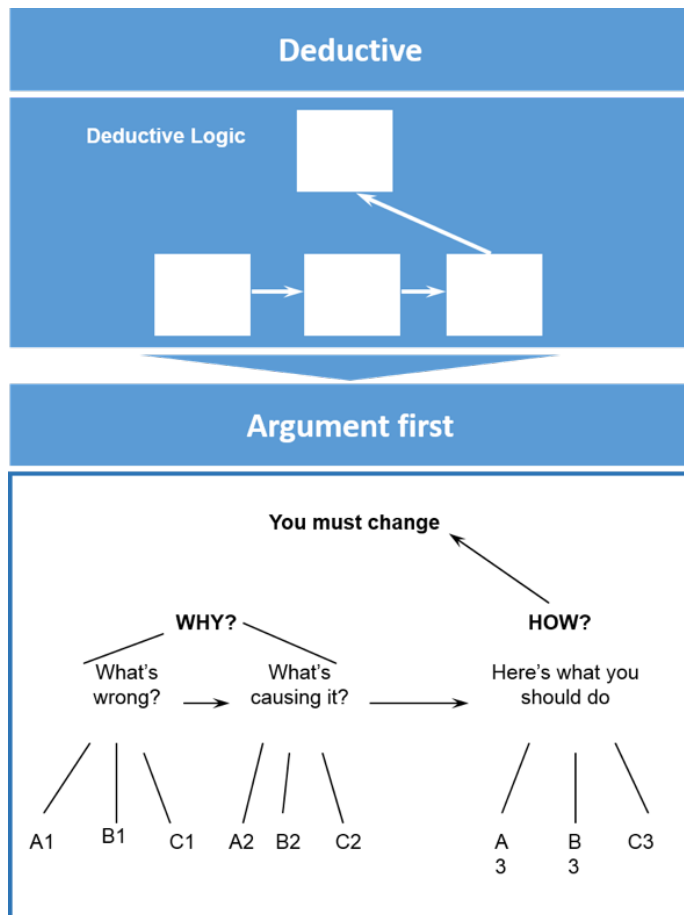 Deductive
Deductive Logic
Argument first
You must change
WHY?
HOW?
What's
wrong?
What's
causing it?
Here's what you
should do
A1
B1
C1
A2
B2
C2
A
3
B
3
C3